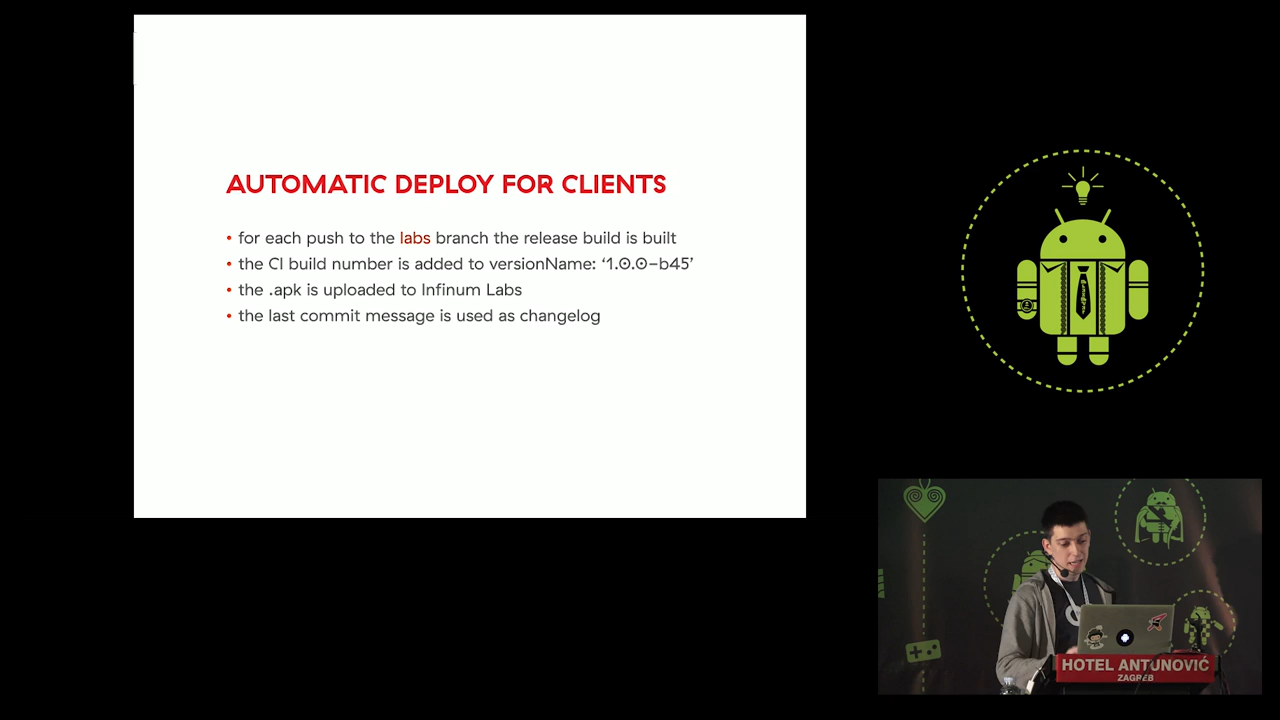 AUTOMATIC DEPLOY FOR CLIENTS
• for each push to the labs branch the release build is built
• the CI build number is added to versionName: ‘1.0.0–b45’
• the .apk is uploaded to Infinum Labs
• the last commit message is used as changelog
HOTEL ANTUNOVIĆ
ZAGREB